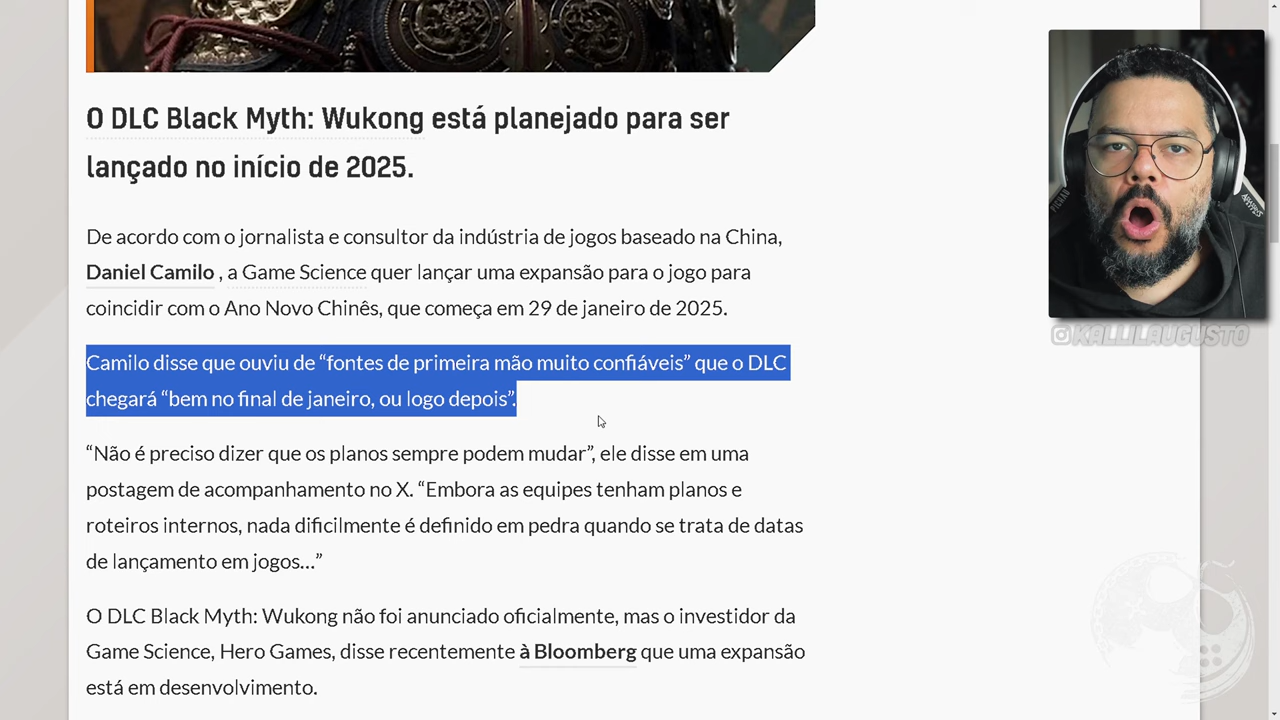 O DLC Black Myth: Wukong está planejado para ser
lançado no início de 2025.
De acordo com o jornalista e consultor da indústria de jogos baseado na China,
Daniel Camilo , a Game Science quer lançar uma expansão para o jogo para
coincidir com o Ano Novo Chinês, que começa em 29 de janeiro de 2025.
Camilo disse que ouviu de “fontes de primeira mão muito confiáveis” que o DLC
chegará “bem no final de janeiro, ou logo depois”.
“Não é preciso dizer que os planos sempre podem mudar”, ele disse em uma
postagem de acompanhamento no X. “Embora as equipes tenham planos e
roteiros internos, nada dificilmente é definido em pedra quando se trata de datas
de lançamento em jogos…”
O DLC Black Myth: Wukong não foi anunciado oficialmente, mas o investidor da
Game Science, Hero Games, disse recentemente à Bloomberg que uma expansão
está em desenvolvimento.
PICHAU
@KALLILAUGUSTO